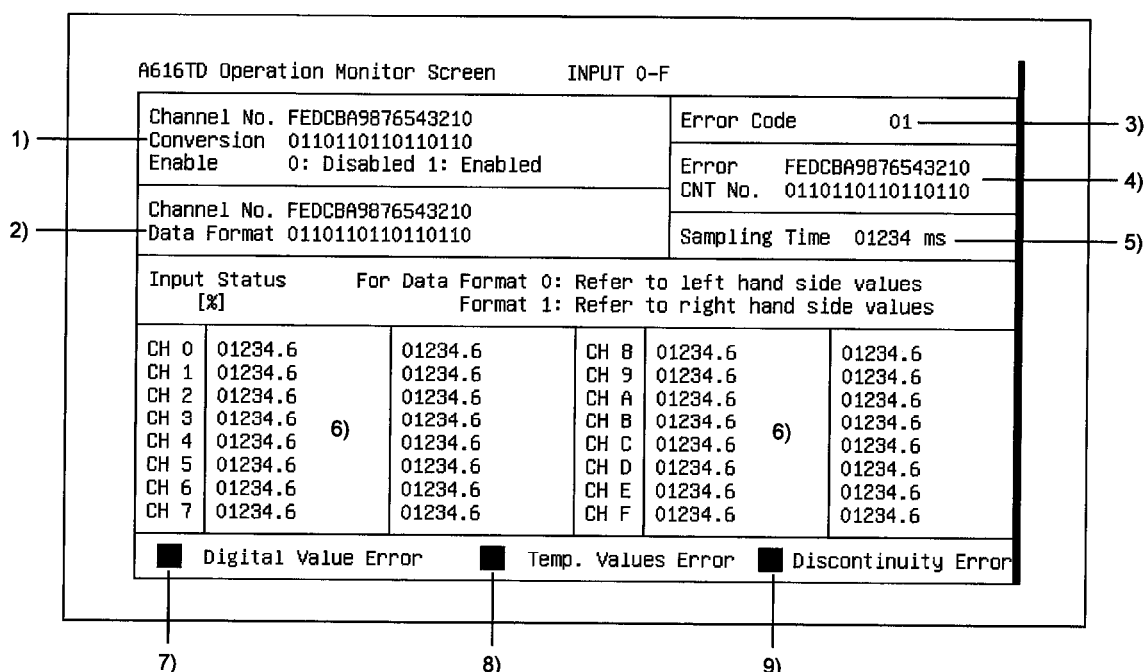 A616TD Operation Monitor Screen INPUT 0-F
Channel No. FEDCBA9876543210
1) Conversion 0110110110110110
Enable 0: Disabled 1: Enabled
Error Code 01 3)
Error FEDCBA9876543210
CNT No. 0110110110110110 4)
Channel No. FEDCBA9876543210
2) Data Format 0110110110110110
Sampling Time 01234 ms 5)
Input Status For Data Format 0: Refer to left hand side values
[%] Format 1: Refer to right hand side values
CH 0 01234.6 01234.6 CH 8 01234.6 01234.6
CH 1 01234.6 01234.6 CH 9 01234.6 01234.6
CH 2 01234.6 01234.6 CH A 01234.6 01234.6
CH 3 01234.6 01234.6 CH B 01234.6 01234.6
6) 6)
CH 4 01234.6 01234.6 CH C 01234.6 01234.6
CH 5 01234.6 01234.6 CH D 01234.6 01234.6
CH 6 01234.6 01234.6 CH E 01234.6 01234.6
CH 7 01234.6 01234.6 CH F 01234.6 01234.6
Digital Value Error Temp. Values Error Discontinuity Error
7) 8) 9)